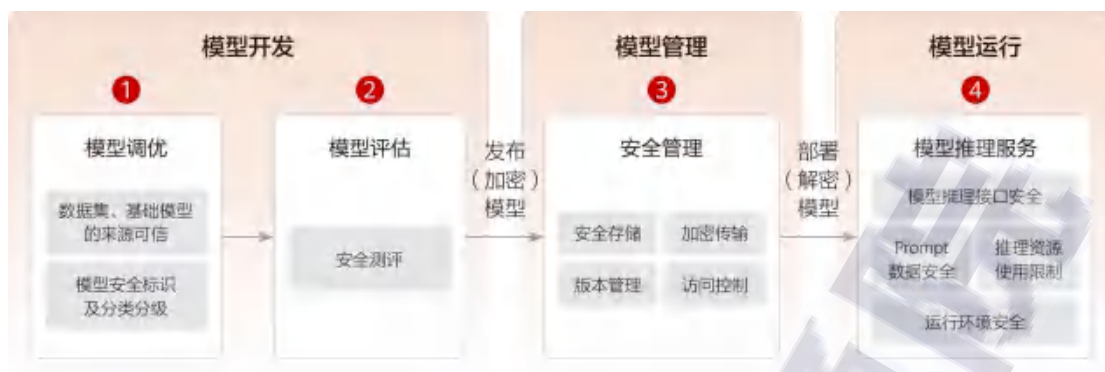 模型开发
模型管理
模型运行
1
2
3
4
模型调优
数据集、基础模型
的来源可信
模型安全标识
及分类分级
模型评估
安全测评
发布
（加密）
模型
安全管理
安全存储
加密传输
版本管理
访问控制
部署
（解密）
模型
模型推理服务
模型推理接口安全
Prompt
数据安全
推理资源
使用限制
运行环境安全